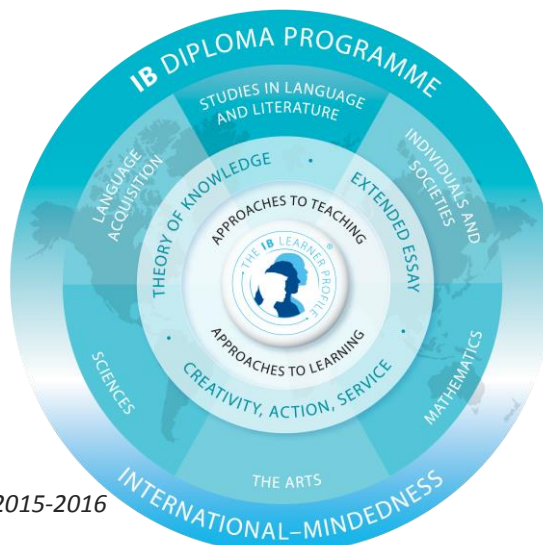 IB DIPLOMA PROGRAMME
STUDIES IN LANGUAGE
AND LITERATURE
LANGUAGE
ACQUISITION
INDIVIDUALS AND
SOCIETIES
THEORY OF KNOWLEDGE
EXTENDED ESSAY
APPROACHES TO TEACHING
THE IB LEARNER PROFILE ®
APPROACHES TO LEARNING
CREATIVITY, ACTION, SERVICE
SCIENCES
MATHEMATICS
THE ARTS
INTERNATIONAL–MINDEDNESS
2015-2016